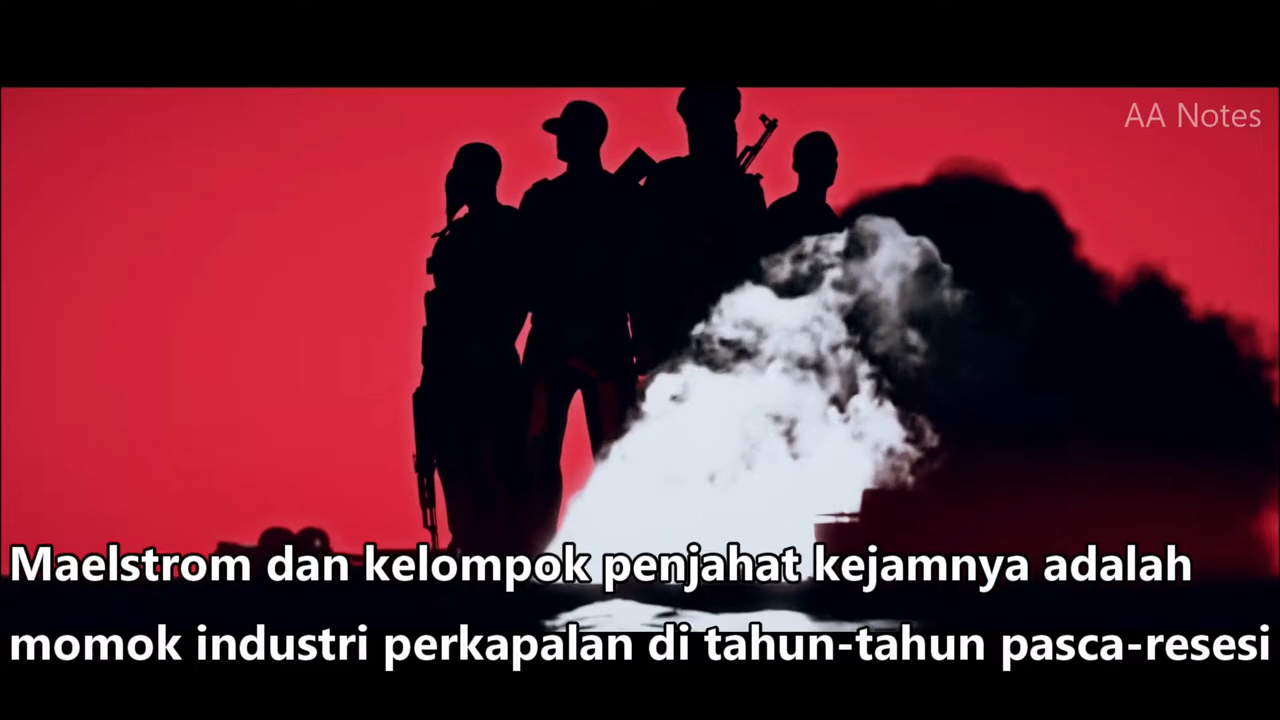 AA Notes
Maelstrom dan kelompok penjahat kejamnya adalah
momok industri perkapalan di tahun-tahun pasca-resesi